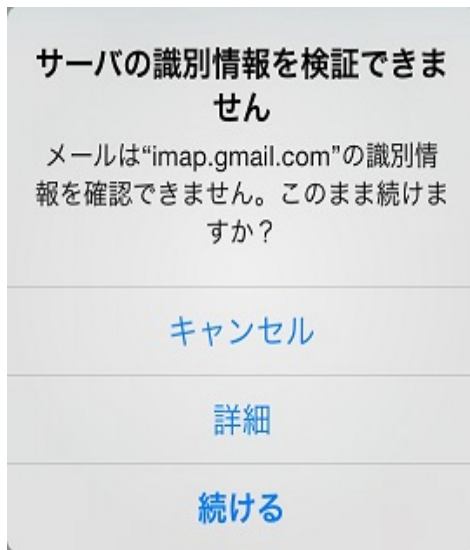 サーバの識別情報を検証できま
せん
メールは“imap.gmail.com”の識別情
報を確認できません。このまま続けま
すか？
キャンセル
詳細
続ける